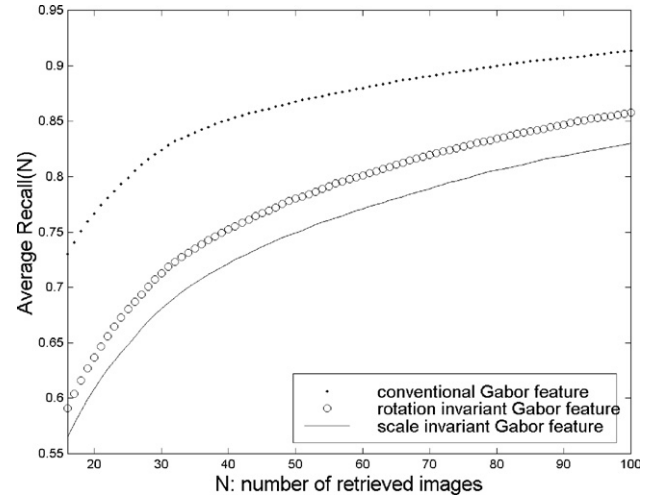 0.95
0.9
0.85
0.8
0.75
0.7
0.65
0.6
0.55
Average Recall(N)
conventional Gabor feature
rotation invariant Gabor feature
scale invariant Gabor feature
20 30 40 50 60 70 80 90 100
N: number of retrieved images